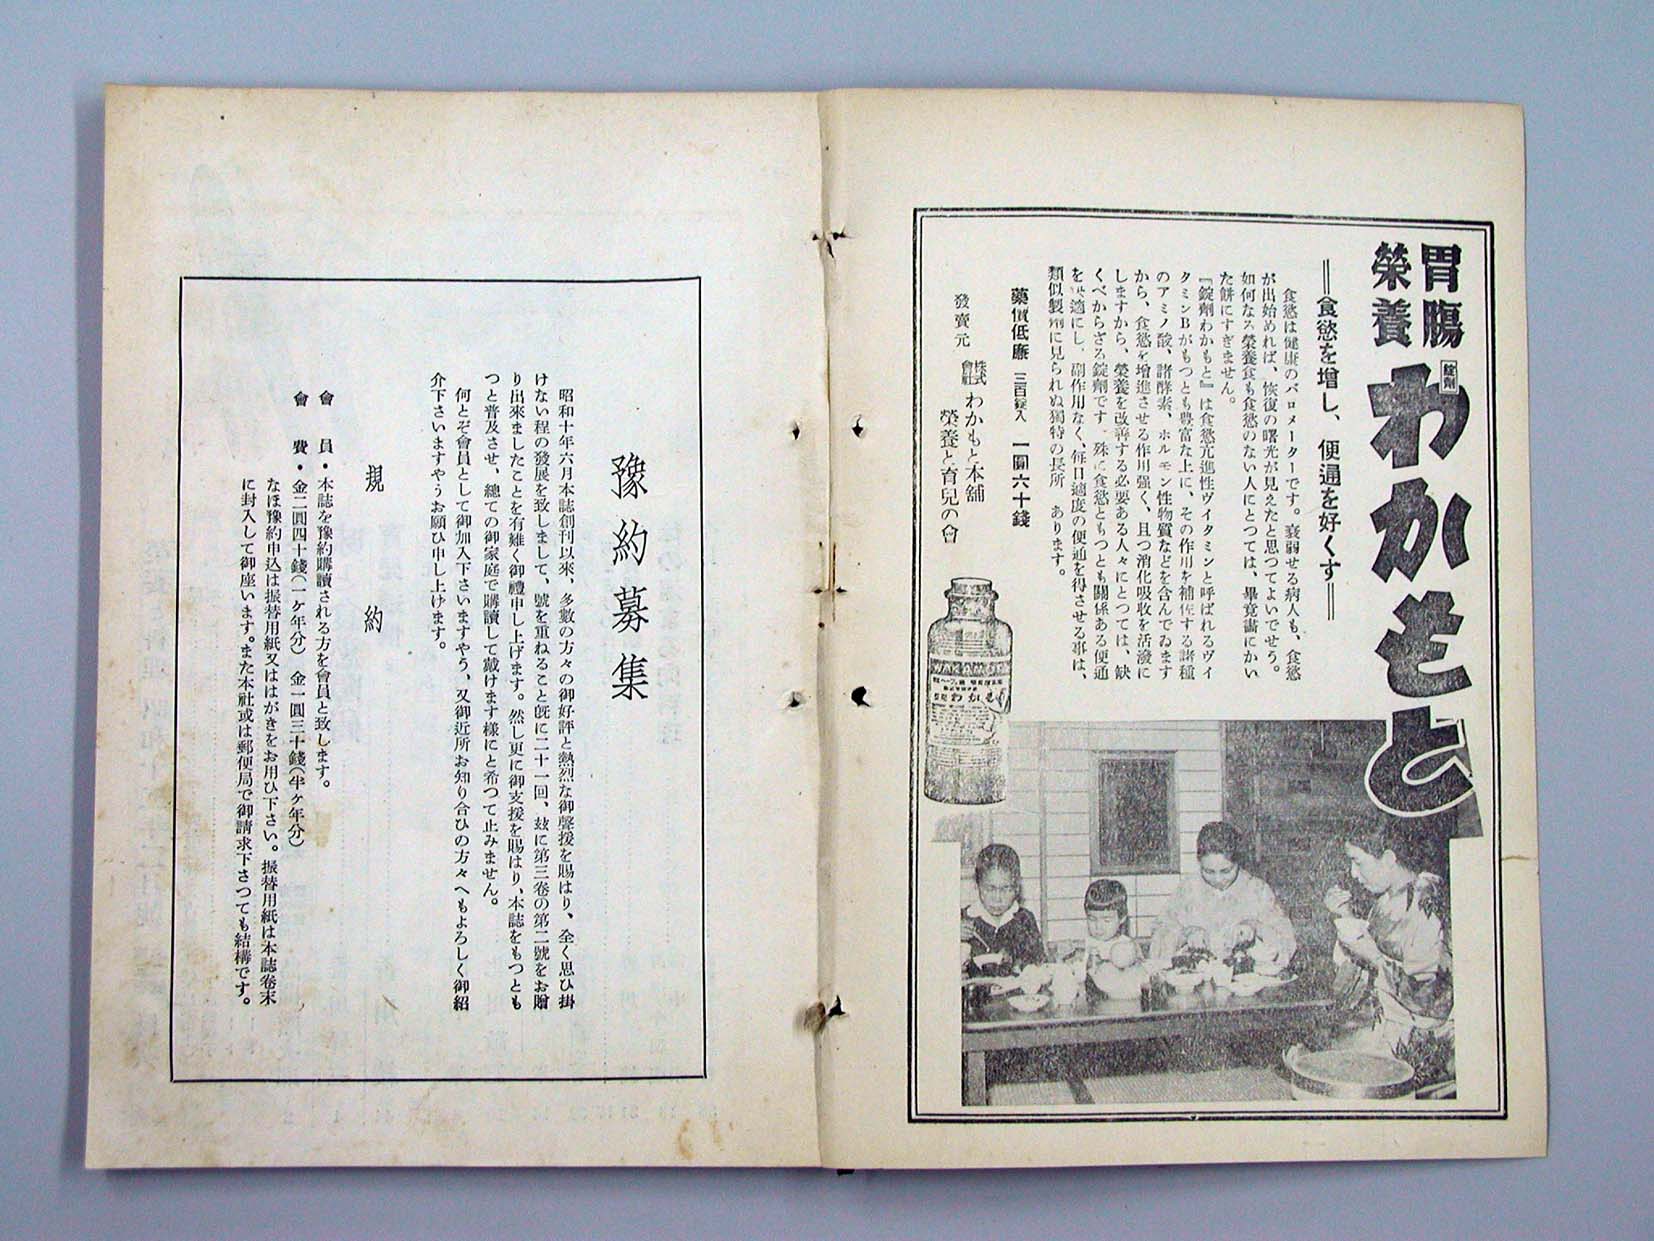 胃腸
榮養
錠劑
わかもと
＝食慾を增し、便通を好くす＝
食慾は健康のバロメーターです。衰弱せる病人も、食慾
が出始めれば、恢復の曙光が見えたと思つてよいでせう。
如何なる榮養食も食慾のない人にとつては、畢竟畵にかい
た餠にすぎません。
『錠劑わかもと』は食慾亢進性ヴイタミンと呼ばれるヴイ
タミンBがもつとも豊富な上に、その作用を補佐する諸種
のアミノ酸、諸酵素、ホルモン性物質などを含んでゐます
から、食慾を增進させる作用强く、且つ消化吸收を活潑に
しますから、榮養を改善する必要ある人々にとつては、缺
くべからざる錠劑です。殊に食慾ともつとも關係ある便通
を快適にし、副作用なく、每日適度の便通を得させる事は、
類似製劑に見られぬ獨特の長所 あります。
藥價低廉 三百錠入 一圓六十錢
發賣元 株式會社 わかもと本舖
榮養と育兒の會
WAKAMOTO
錠劑わかもと
豫約募集
昭和十年六月本誌創刊以來、多數の方々の御好評と熱烈な御聲援を賜はり、全く思ひ掛
けない程の發展を致しまして、號を重ねること旣に二十一回、玆に第三卷の第二號をお贈
り出來ましたことを有難く御禮申し上げます。然し更に御支援を賜はり、本誌をもつとも
つと普及させ、總ての御家庭で購讀して戴けます樣にと希つて止みません。
何とぞ會員として御加入下さいますやう、又御近所お知り合ひの方々へもよろしく御紹
介下さいますやうお願ひ申し上げます。
規約
會員・本誌を豫約購讀される方を會員と致します。
會費・金二圓四十錢(一ケ年分) 金一圓三十錢(半ケ年分)
なほ豫約申込は振替用紙又ははがきをお用ひ下さい。振替用紙は本誌卷末
に封入して御座います。また本社或は郵便局で御請求下さつても結構です。